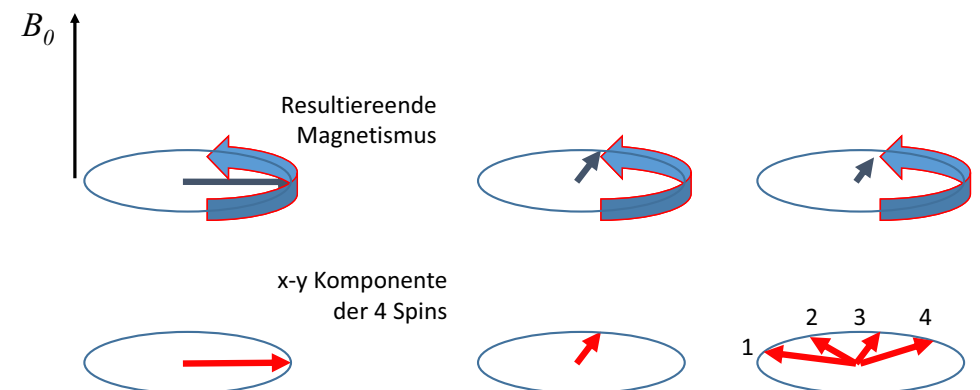 B0
Resultiereende
Magnetismus
x-y Komponente
der 4 Spins
1 2 3 4